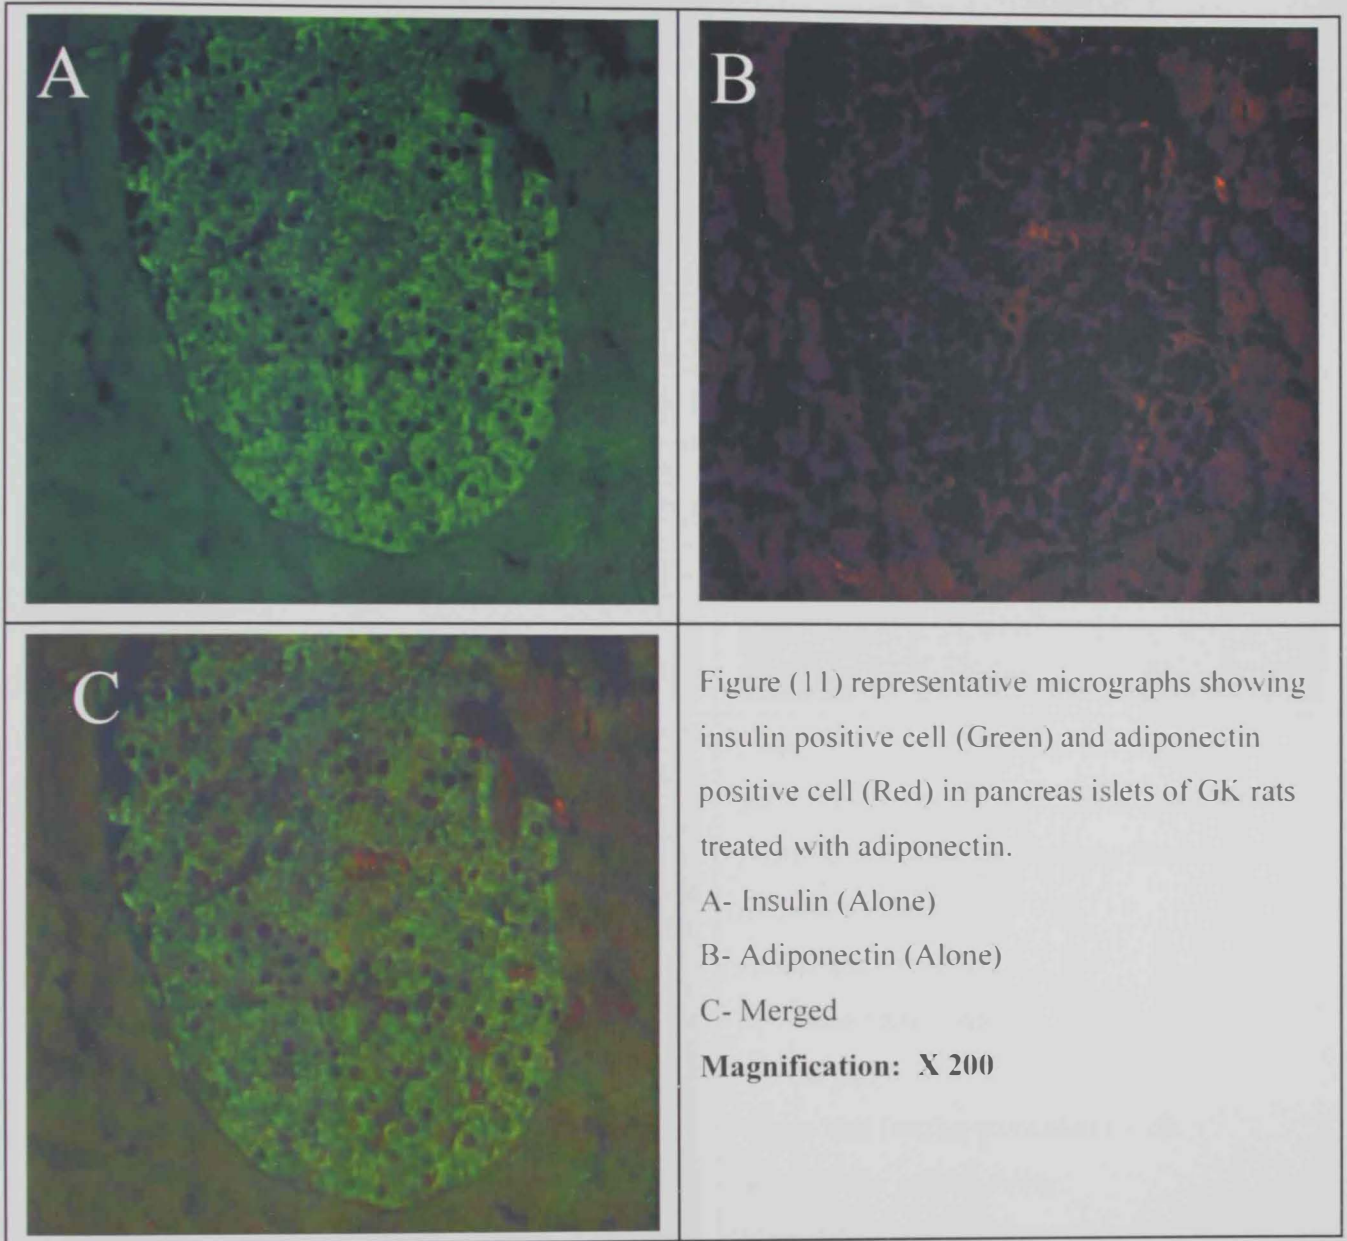 A
B
C
Figure (11) representative micrographs showing
insulin positive cell (Green) and adiponectin
positive cell (Red) in pancreas islets of GK rats
treated with adiponectin.
A- Insulin (Alone)
B- Adiponectin (Alone)
C- Merged
Magnification: X 200